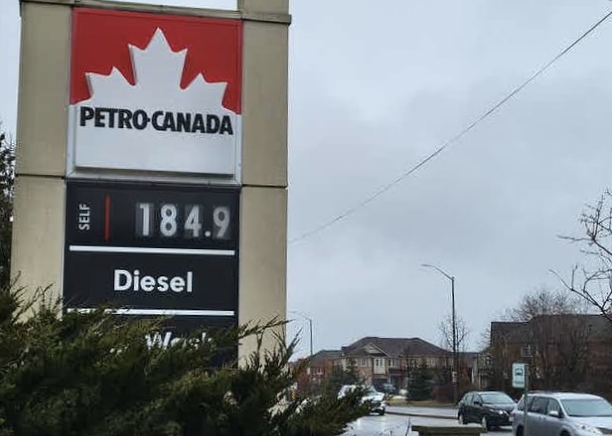 PETRO-CANADA
SELF 184.9
Diesel